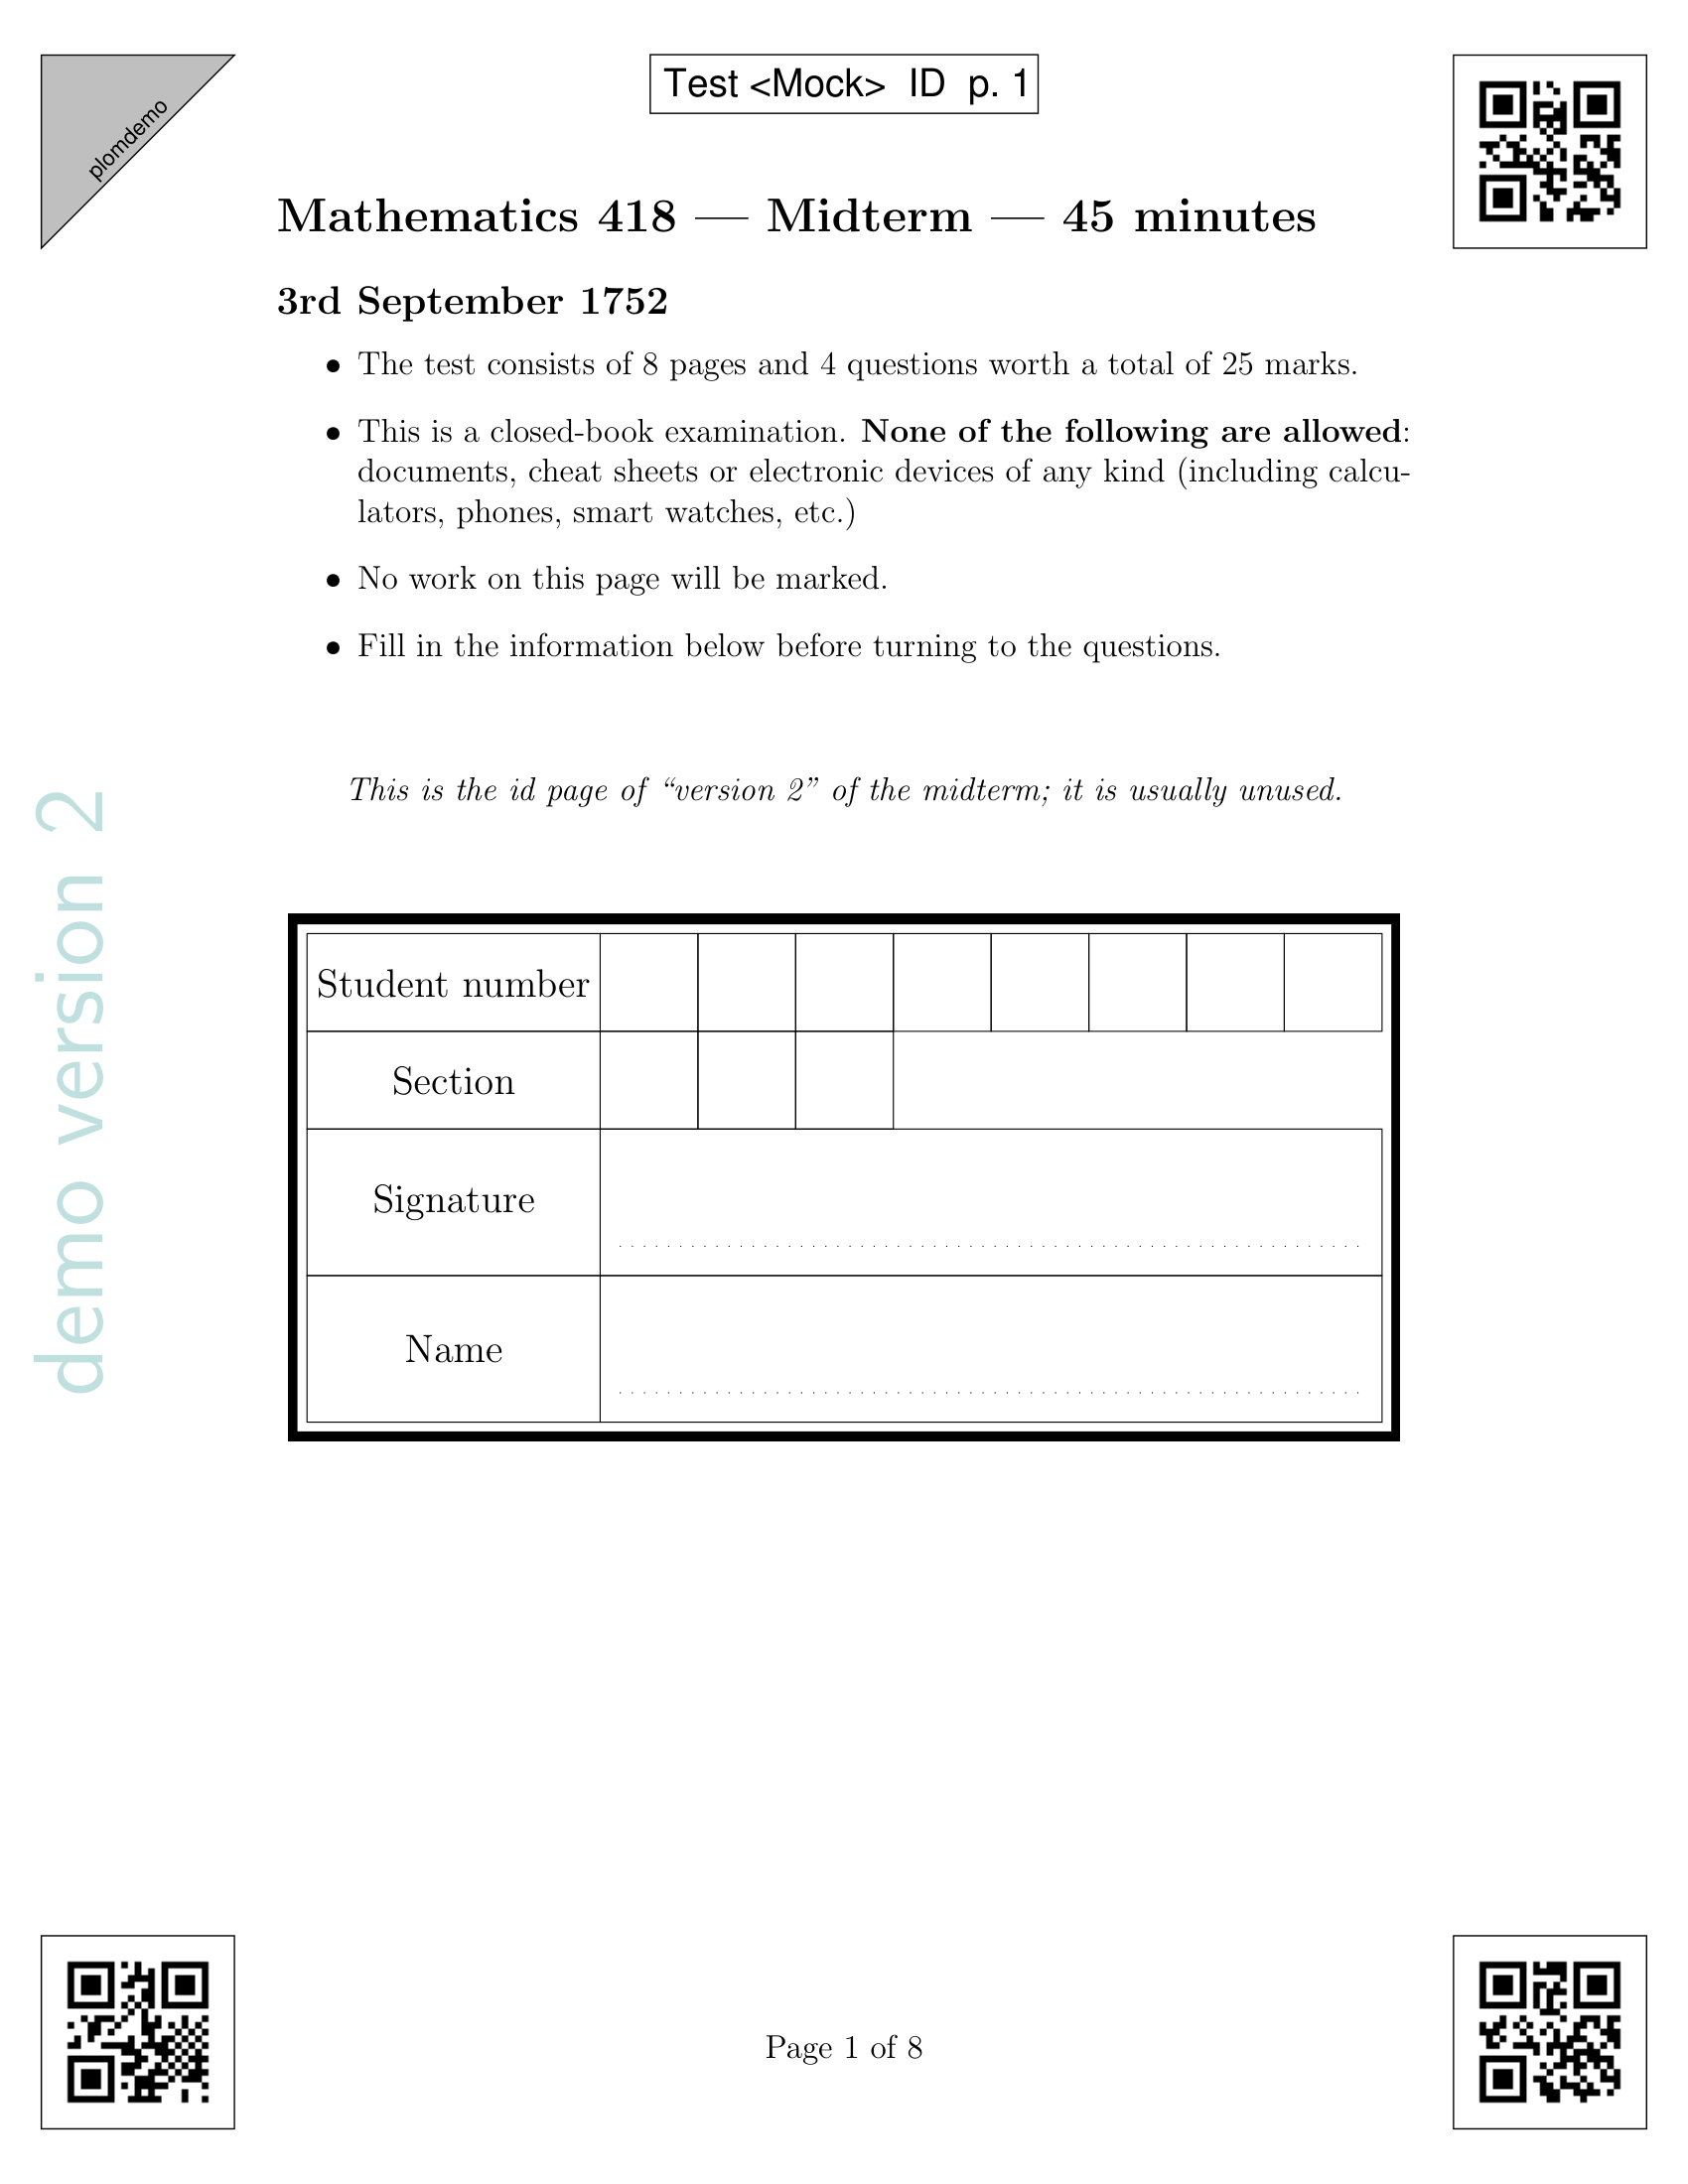 plomdemo
Test <Mock> ID p. 1
Mathematics 418 — Midterm — 45 minutes
3rd September 1752
• The test consists of 8 pages and 4 questions worth a total of 25 marks.
• This is a closed-book examination. None of the following are allowed:
documents, cheat sheets or electronic devices of any kind (including calcu-
lators, phones, smart watches, etc.)
• No work on this page will be marked.
• Fill in the information below before turning to the questions.
This is the id page of “version 2” of the midterm; it is usually unused.
demo version 2
Student number
Section
Signature
Name
Page 1 of 8